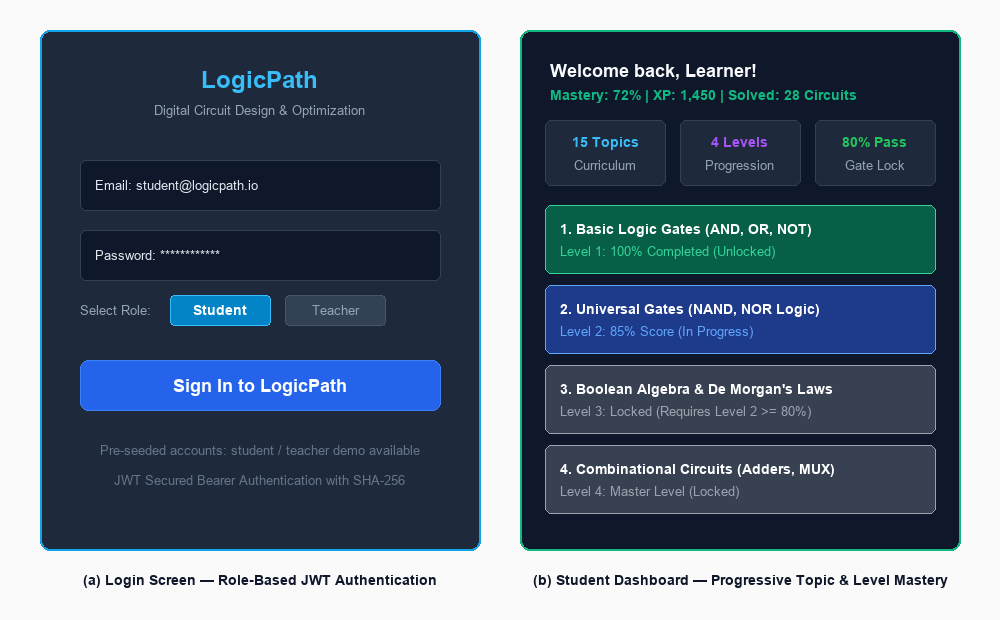 LogicPath
Digital Circuit Design & Optimization
Email: student@logicpath.io
Password: ************
Select Role:
Student
Teacher
Sign In to LogicPath
Pre-seeded accounts: student / teacher demo available
JWT Secured Bearer Authentication with SHA-256
(a) Login Screen — Role-Based JWT Authentication
Welcome back, Learner!
Mastery: 72% | XP: 1,450 | Solved: 28 Circuits
15 Topics
Curriculum
4 Levels
Progression
80% Pass
Gate Lock
1. Basic Logic Gates (AND, OR, NOT)
Level 1: 100% Completed (Unlocked)
2. Universal Gates (NAND, NOR Logic)
Level 2: 85% Score (In Progress)
3. Boolean Algebra & De Morgan's Laws
Level 3: Locked (Requires Level 2 >= 80%)
4. Combinational Circuits (Adders, MUX)
Level 4: Master Level (Locked)
(b) Student Dashboard — Progressive Topic & Level Mastery